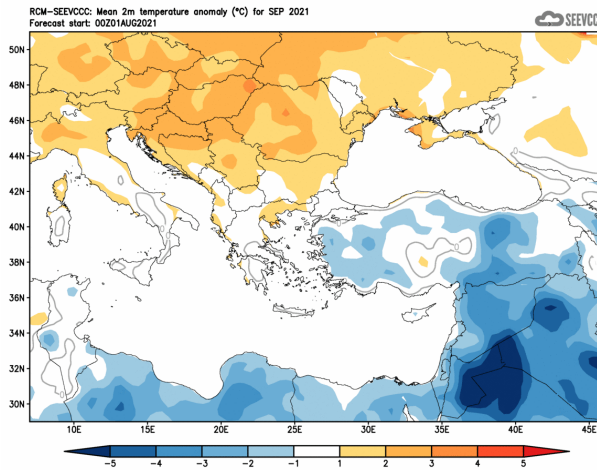 RCM-SEEVCCC: Mean 2m temperature anomaly (°C) for SEP 2021
Forecast start: 00Z01AUG2021
SEEVCC
50N
48N
46N
44N
42N
40N
38N
36N
34N
32N
30N
10E 15E 20E 25E 30E 35E 40E 45E
-5 -4 -3 -2 -1 1 2 3 4 5